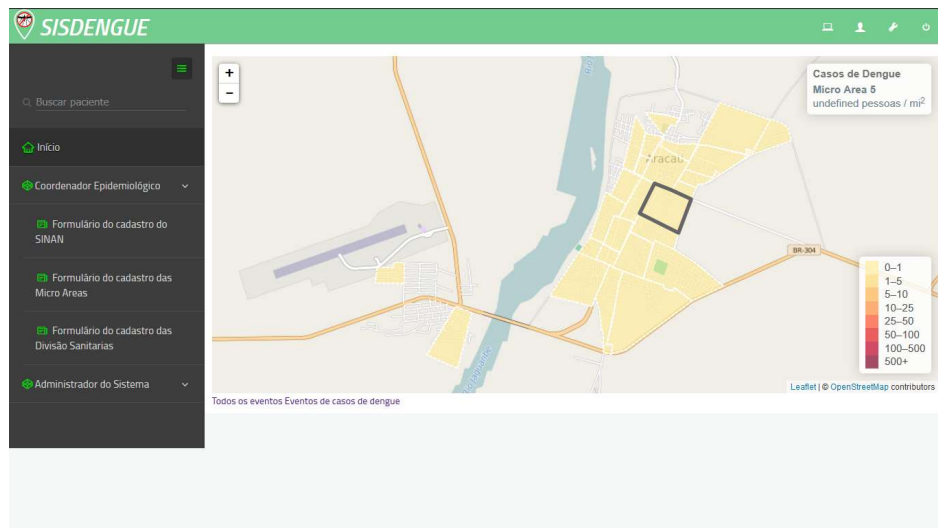 SISDENGUE
Buscar paciente
Início
Coordenador Epidemiológico
Formulário do cadastro do
SINAN
Formulário do cadastro das
Micro Areas
Formulário do cadastro das
Divisão Sanitarias
Administrador do Sistema
+
−
Casos de Dengue
Micro Area 5
undefined pessoas / mi²
Aracati
BR-304
Rio Jaguaribe
0–1
1–5
5–10
10–25
25–50
50–100
100–500
500+
Leaflet | © OpenStreetMap contributors
Todos os eventos Eventos de casos de dengue